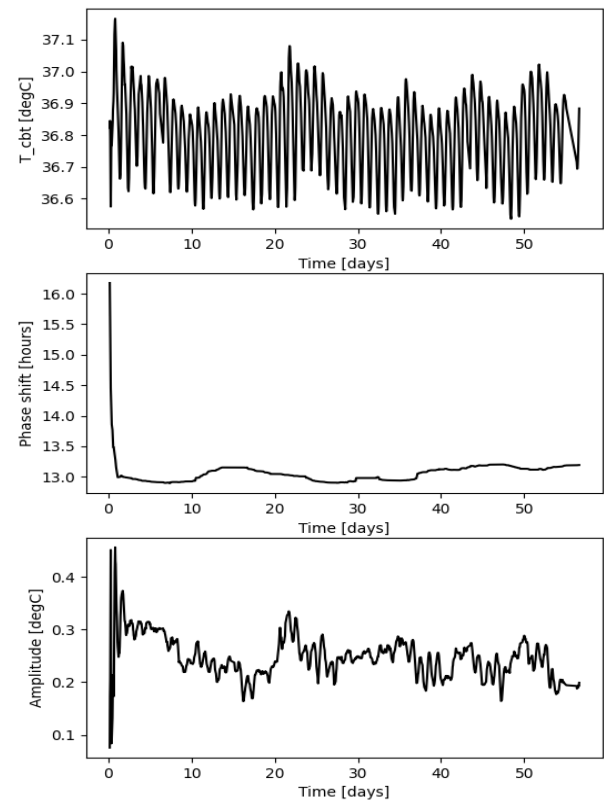 37.1
37.0
36.9
36.8
36.7
36.6
T_cbt [degC]
0 10 20 30 40 50
Time [days]
16.0
15.5
15.0
14.5
14.0
13.5
13.0
Phase shift [hours]
0 10 20 30 40 50
Time [days]
0.4
0.3
0.2
0.1
Amplitude [degC]
0 10 20 30 40 50
Time [days]